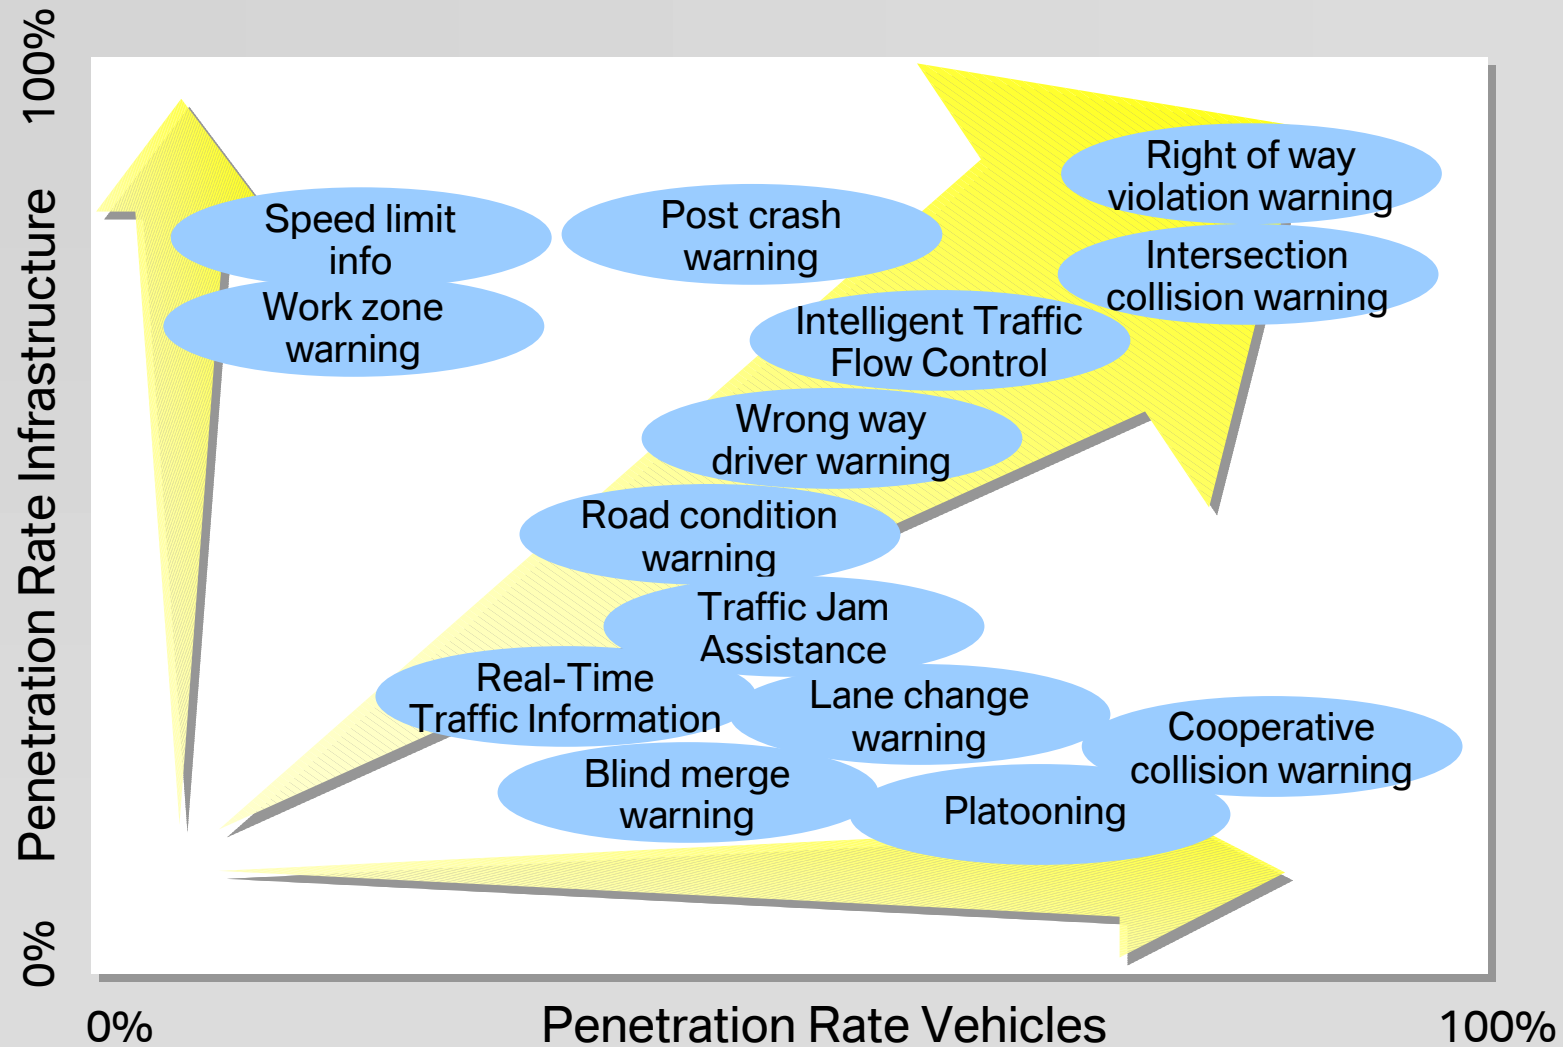 100%
Penetration Rate Infrastructure
0%
Speed limit
info
Work zone
warning
Post crash
warning
Right of way
violation warning
Intersection
collision warning
Intelligent Traffic
Flow Control
Wrong way
driver warning
Road condition
warning
Traffic Jam
Assistance
Real-Time
Traffic Information
Lane change
warning
Cooperative
collision warning
Blind merge
warning
Platooning
0%
Penetration Rate Vehicles
100%